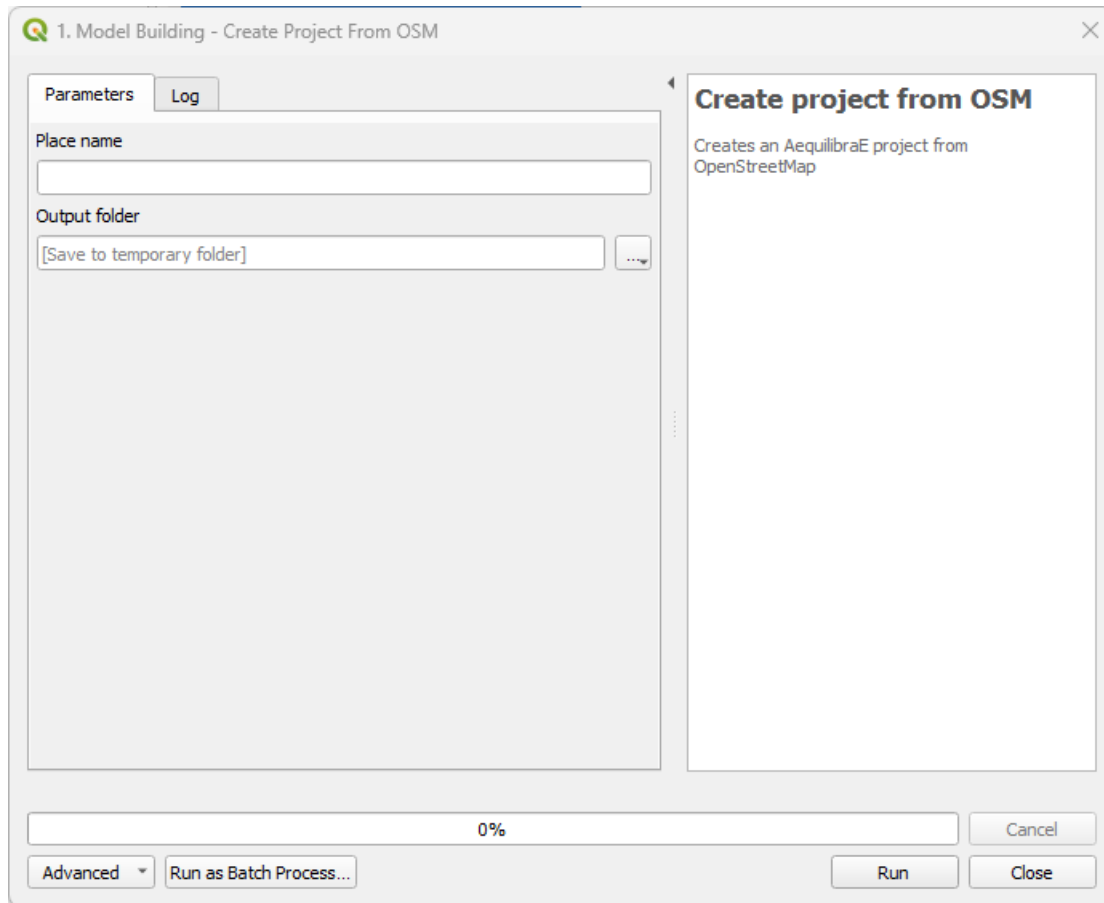 1. Model Building - Create Project From OSM
Parameters
Log
Place name
Output folder
[Save to temporary folder]
...
Create project from OSM
Creates an AequilibraE project from
OpenStreetMap
0%
Cancel
Advanced
Run as Batch Process...
Run
Close